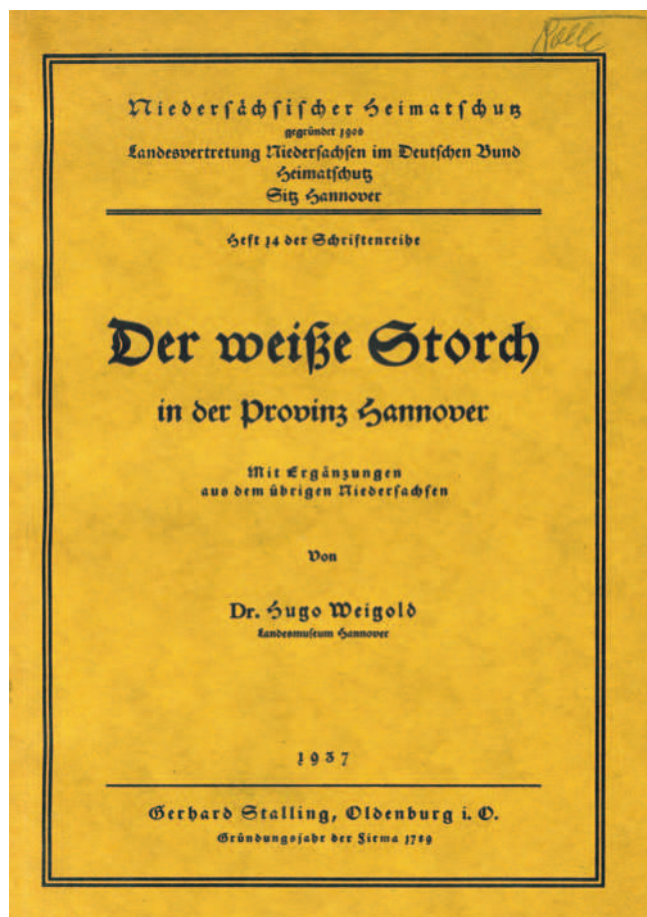 Niedersächsischer Heimatschutz
gegründet 1906
Landesvertretung Niedersachsen im Deutschen Bund
Heimatschutz
Sitz Hannover
Heft 14 der Schriftenreihe
Der weiße Storch
in der Provinz Hannover
Mit Ergänzungen
aus dem übrigen Niedersachsen
Von
Dr. Hugo Weigold
Landesmuseum Hannover
1937
Gerhard Stalling, Oldenburg i. O.
Gründungsjahr der Firma 1789